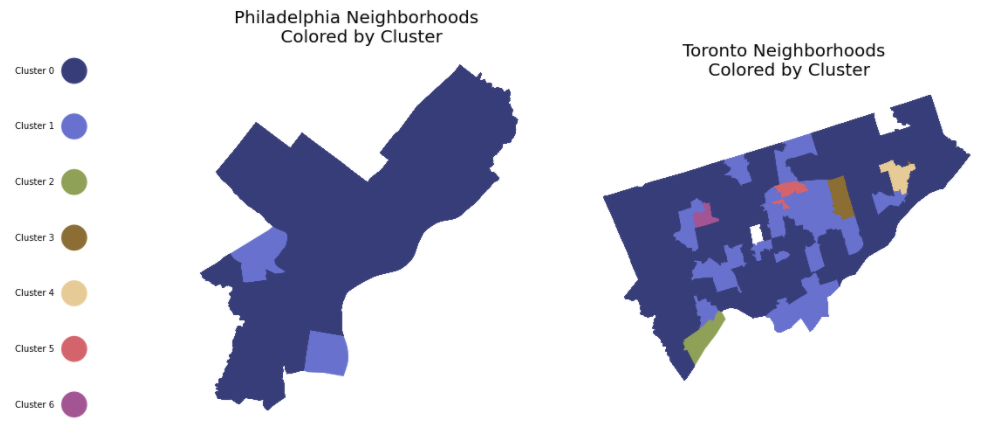 Philadelphia Neighborhoods
Colored by Cluster
Toronto Neighborhoods
Colored by Cluster
Cluster 0
Cluster 1
Cluster 2
Cluster 3
Cluster 4
Cluster 5
Cluster 6